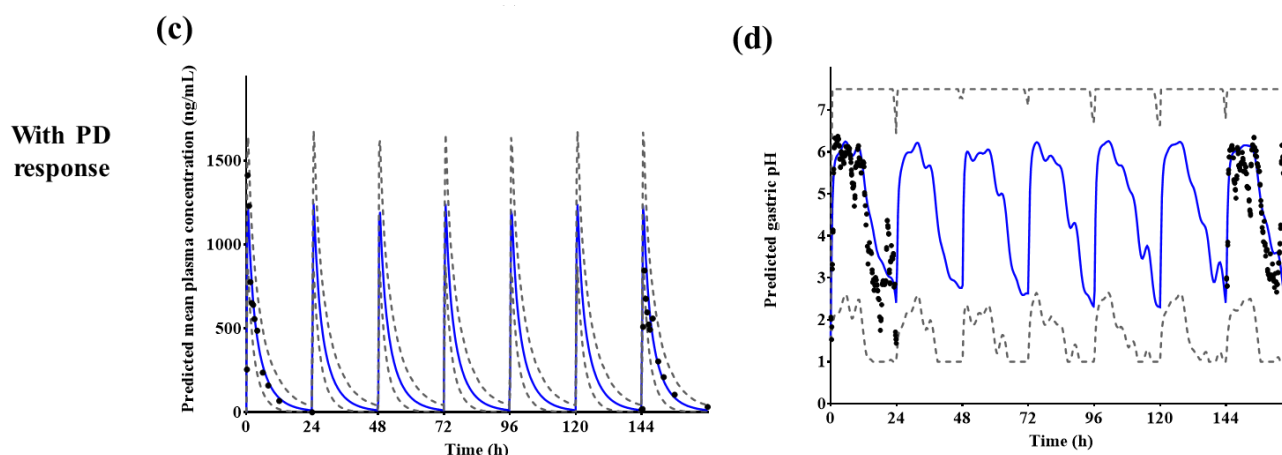 (c)
(d)
With PD
response
Predicted mean plasma concentration (ng/mL)
1500
1000
500
0
0 24 48 72 96 120 144
Time (h)
Predicted gastric pH
7
6
5
4
3
2
1
0
0 24 48 72 96 120 144
Time (h)